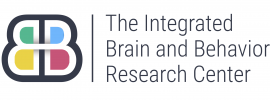 The Integrated
Brain and Behavior
Research Center